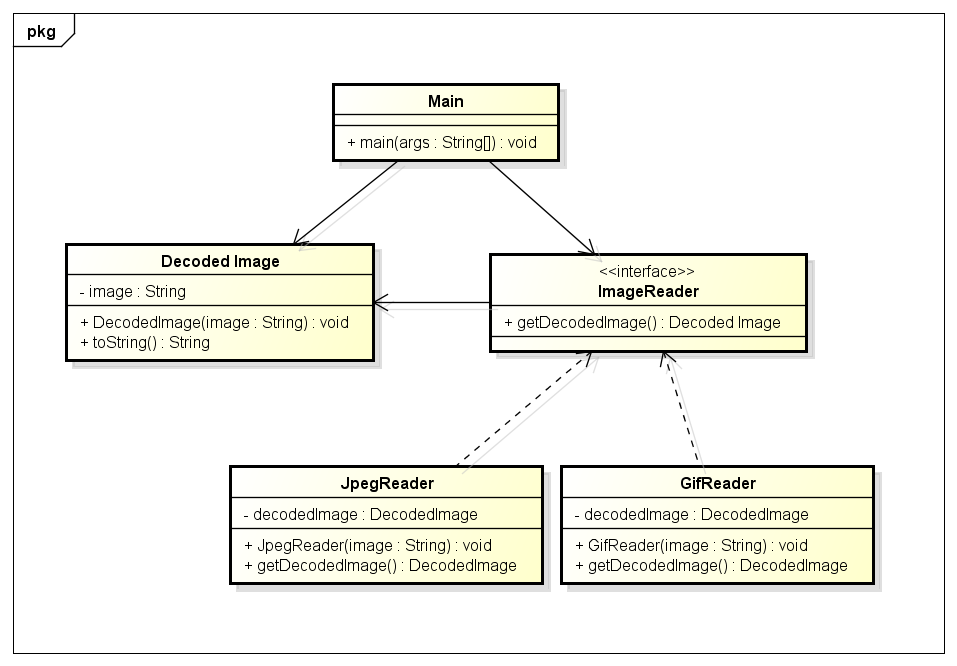 pkg
Main
+ main(args : String[]) : void
Decoded Image
- image : String
+ DecodedImage(image : String) : void
+ toString() : String
<<interface>>
ImageReader
+ getDecodedImage() : Decoded Image
JpegReader
- decodedImage : DecodedImage
+ JpegReader(image : String) : void
+ getDecodedImage() : DecodedImage
GifReader
- decodedImage : DecodedImage
+ GifReader(image : String) : void
+ getDecodedImage() : DecodedImage